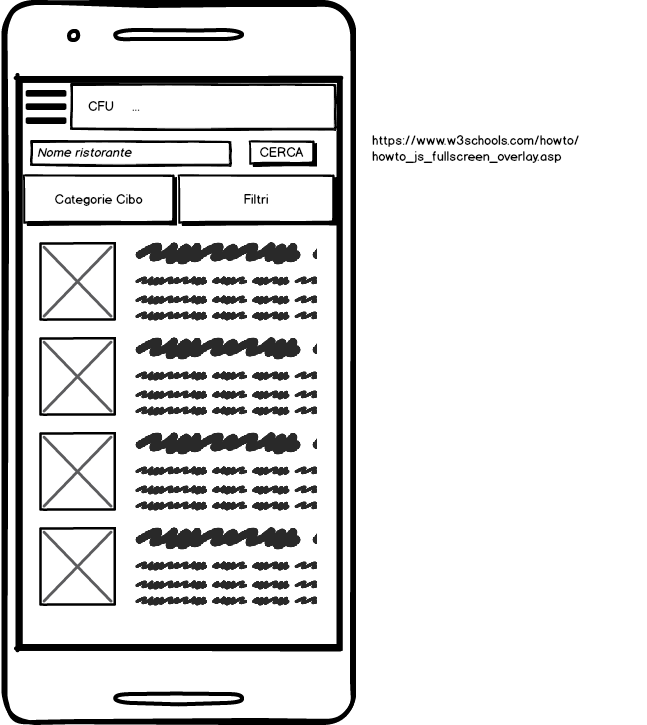 CFU ...
https://www.w3schools.com/howto/
howto_js_fullscreen_overlay.asp
Nome ristorante
CERCA
Categorie Cibo
Filtri